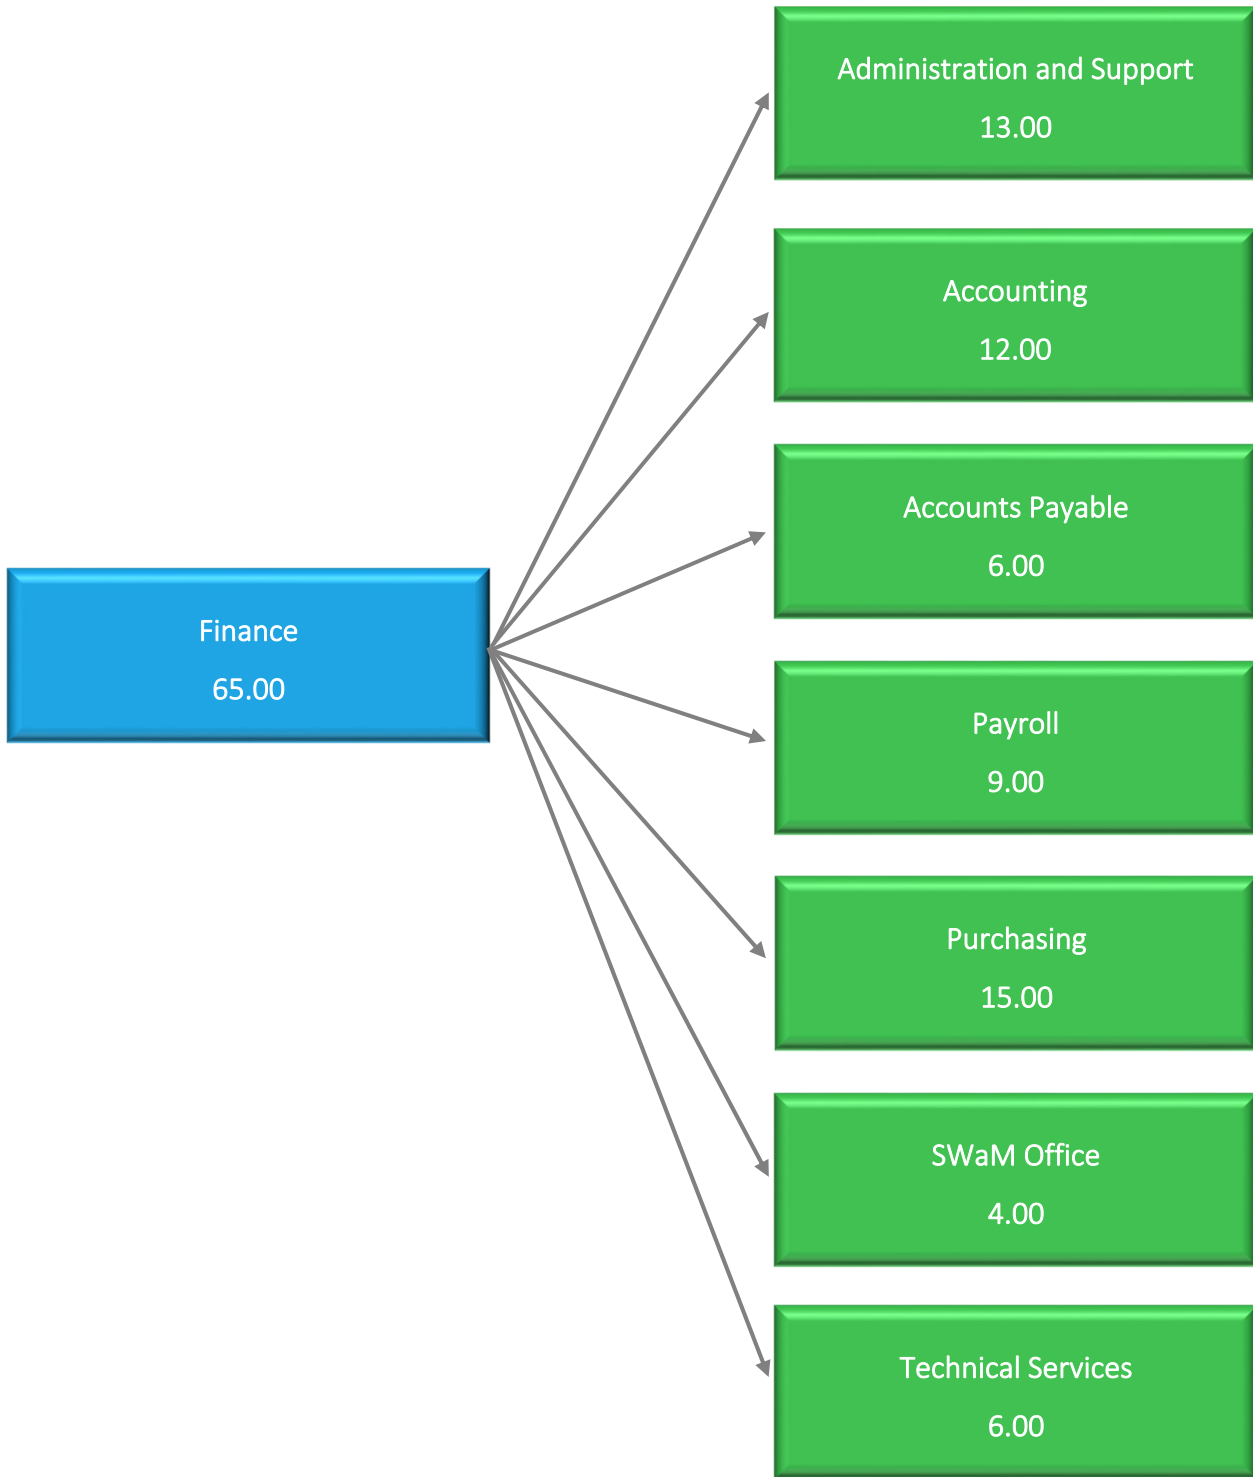 Administration and Support
13.00
Accounting
12.00
Accounts Payable
6.00
Finance
65.00
Payroll
9.00
Purchasing
15.00
SWaM Office
4.00
Technical Services
6.00